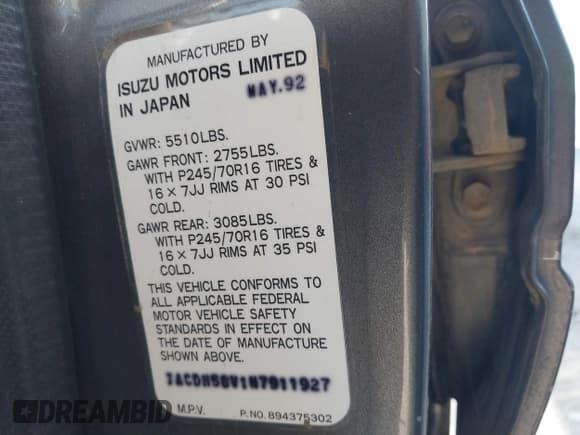 MANUFACTURED BY
ISUZU MOTORS LIMITED
IN JAPAN MAY.92
GVWR: 5510LBS.
GAWR FRONT: 2755LBS.
WITH P245/70R16 TIRES &
16 × 7JJ RIMS AT 30 PSI
COLD.
GAWR REAR: 3085LBS.
WITH P245/70R16 TIRES &
16 × 7JJ RIMS AT 35 PSI
COLD.
THIS VEHICLE CONFORMS TO
ALL APPLICABLE FEDERAL
MOTOR VEHICLE SAFETY
STANDARDS IN EFFECT ON
THE DATE OF MANUFACTURE
SHOWN ABOVE.
M.P.V. P.NO. 894375302
DREAMBID